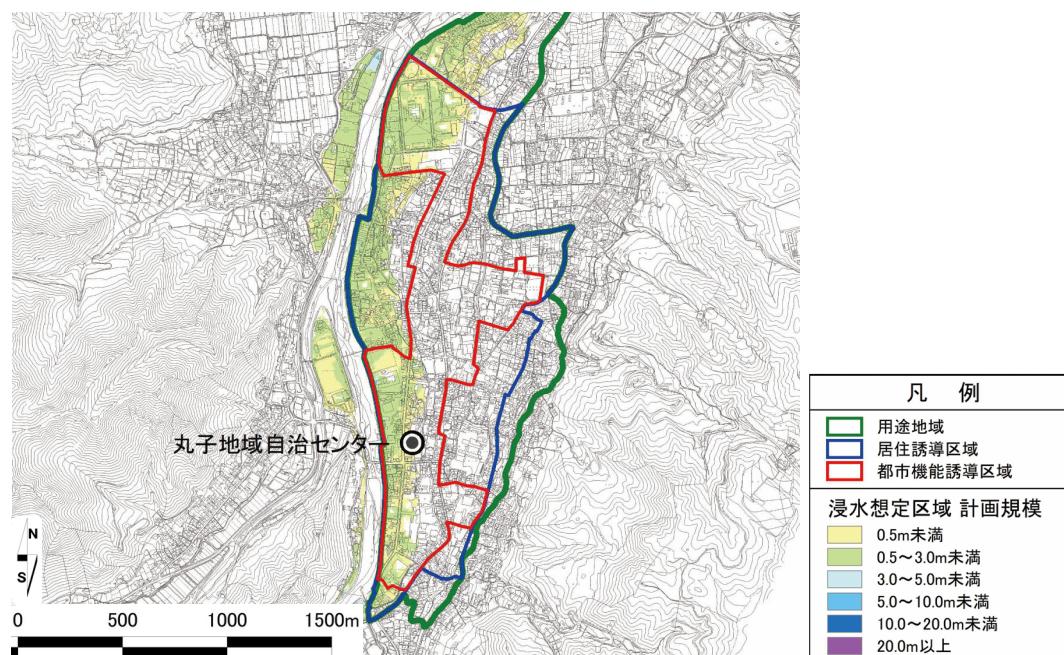 丸子地域自治センター
N
S
0 500 1000 1500m
凡 例
用途地域
居住誘導区域
都市機能誘導区域
浸水想定区域 計画規模
0.5m未満
0.5～3.0m未満
3.0～5.0m未満
5.0～10.0m未満
10.0～20.0m未満
20.0m以上